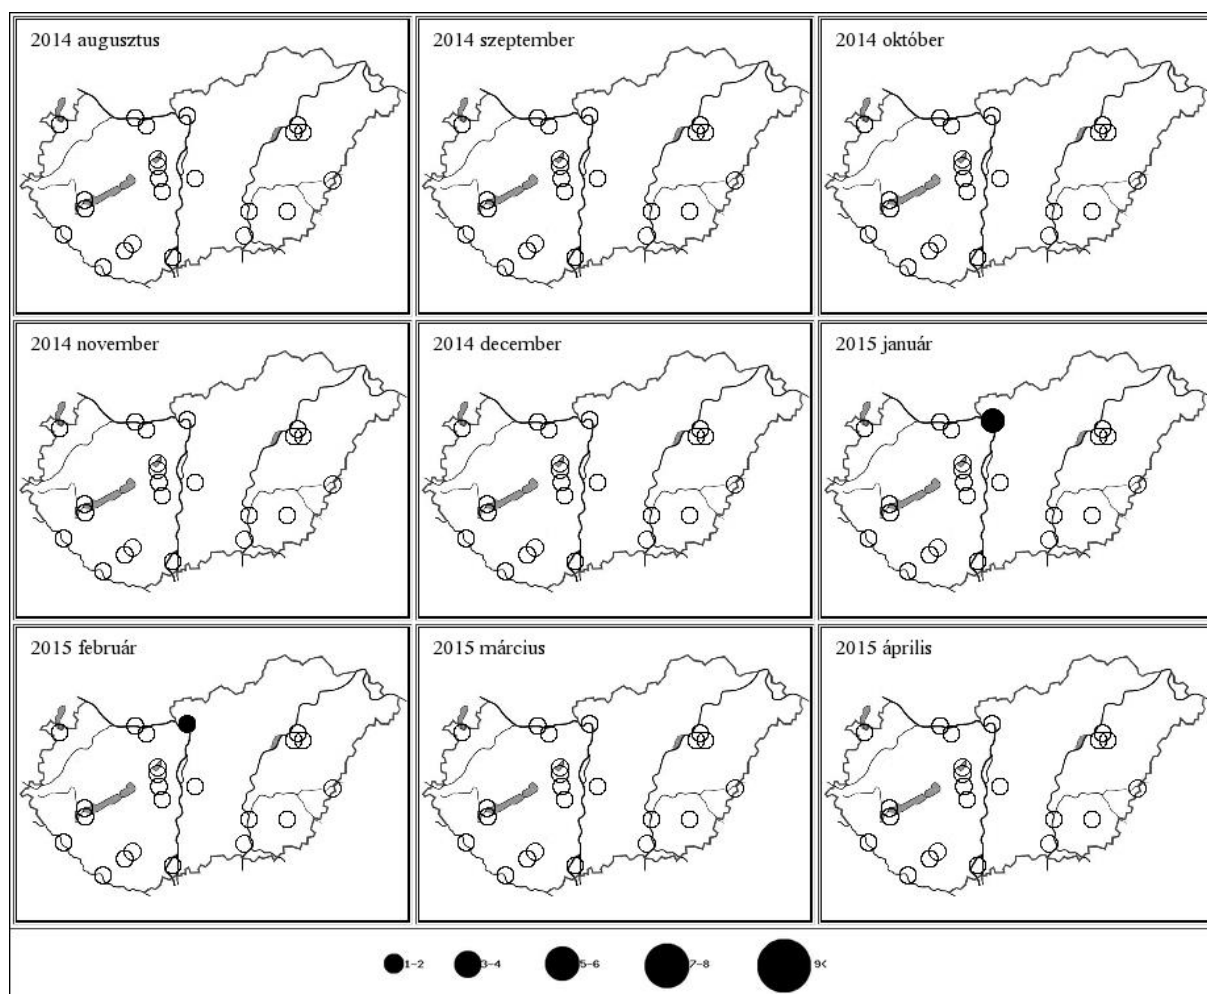 2014 augusztus
2014 szeptember
2014 október
2014 november
2014 december
2015 január
2015 február
2015 március
2015 április
1-2
3-4
5-6
7-8
9<